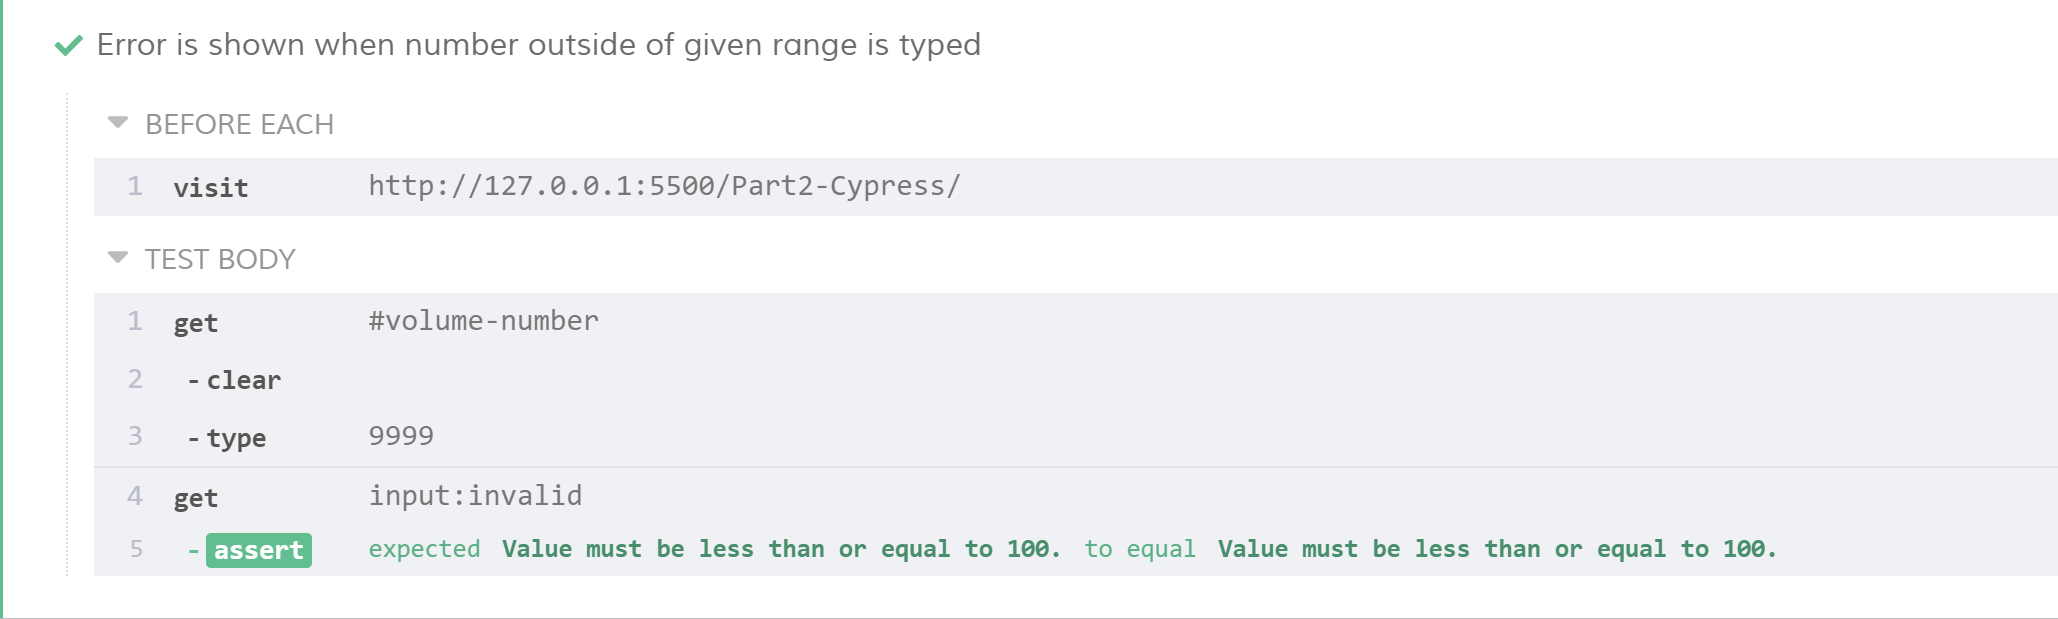 Error is shown when number outside of given range is typed
BEFORE EACH
1 visit http://127.0.0.1:5500/Part2-Cypress/
TEST BODY
1 get #volume-number
2 -clear
3 -type 9999
4 get input:invalid
5 -assert expected Value must be less than or equal to 100. to equal Value must be less than or equal to 100.